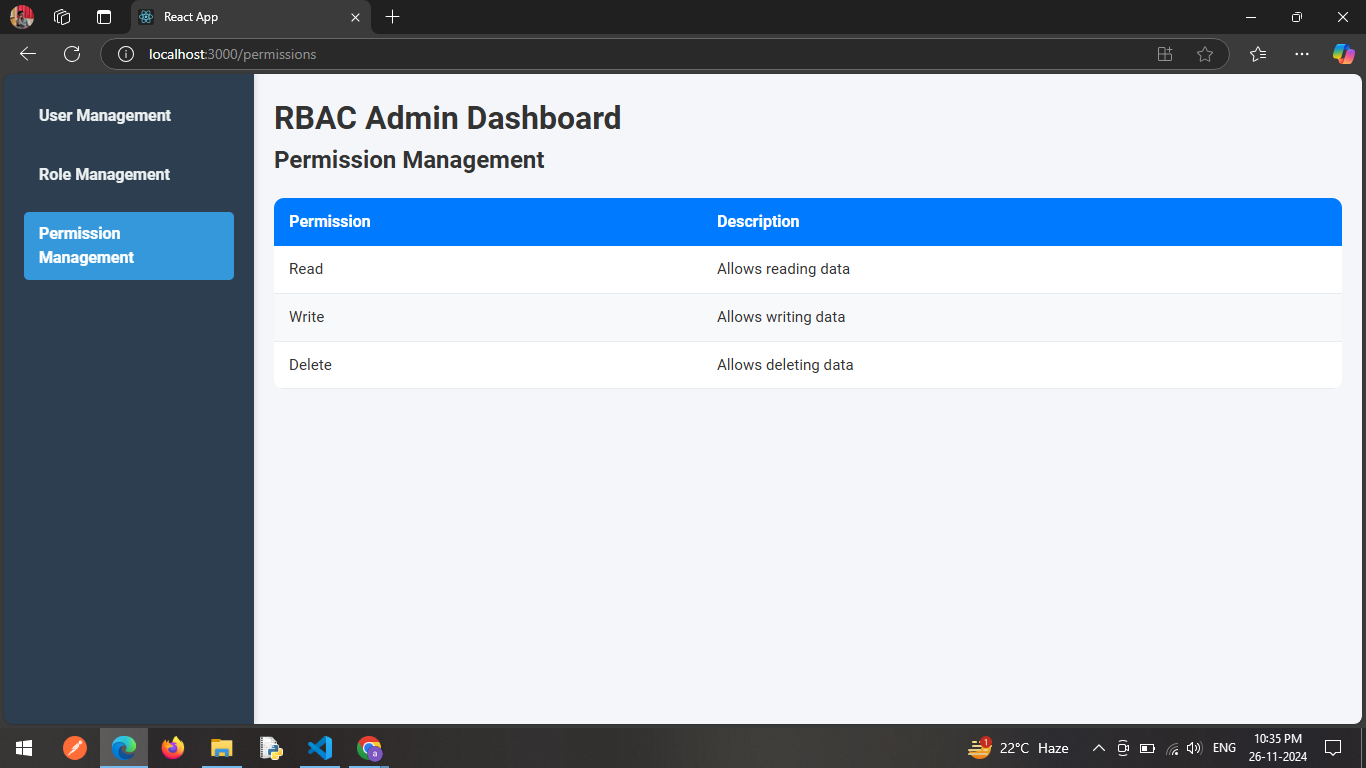 React App
localhost:3000/permissions
User Management
Role Management
Permission
Management
RBAC Admin Dashboard
Permission Management
Permission Description
Read Allows reading data
Write Allows writing data
Delete Allows deleting data
1
22°C Haze
a
ENG
10:35 PM
26-11-2024